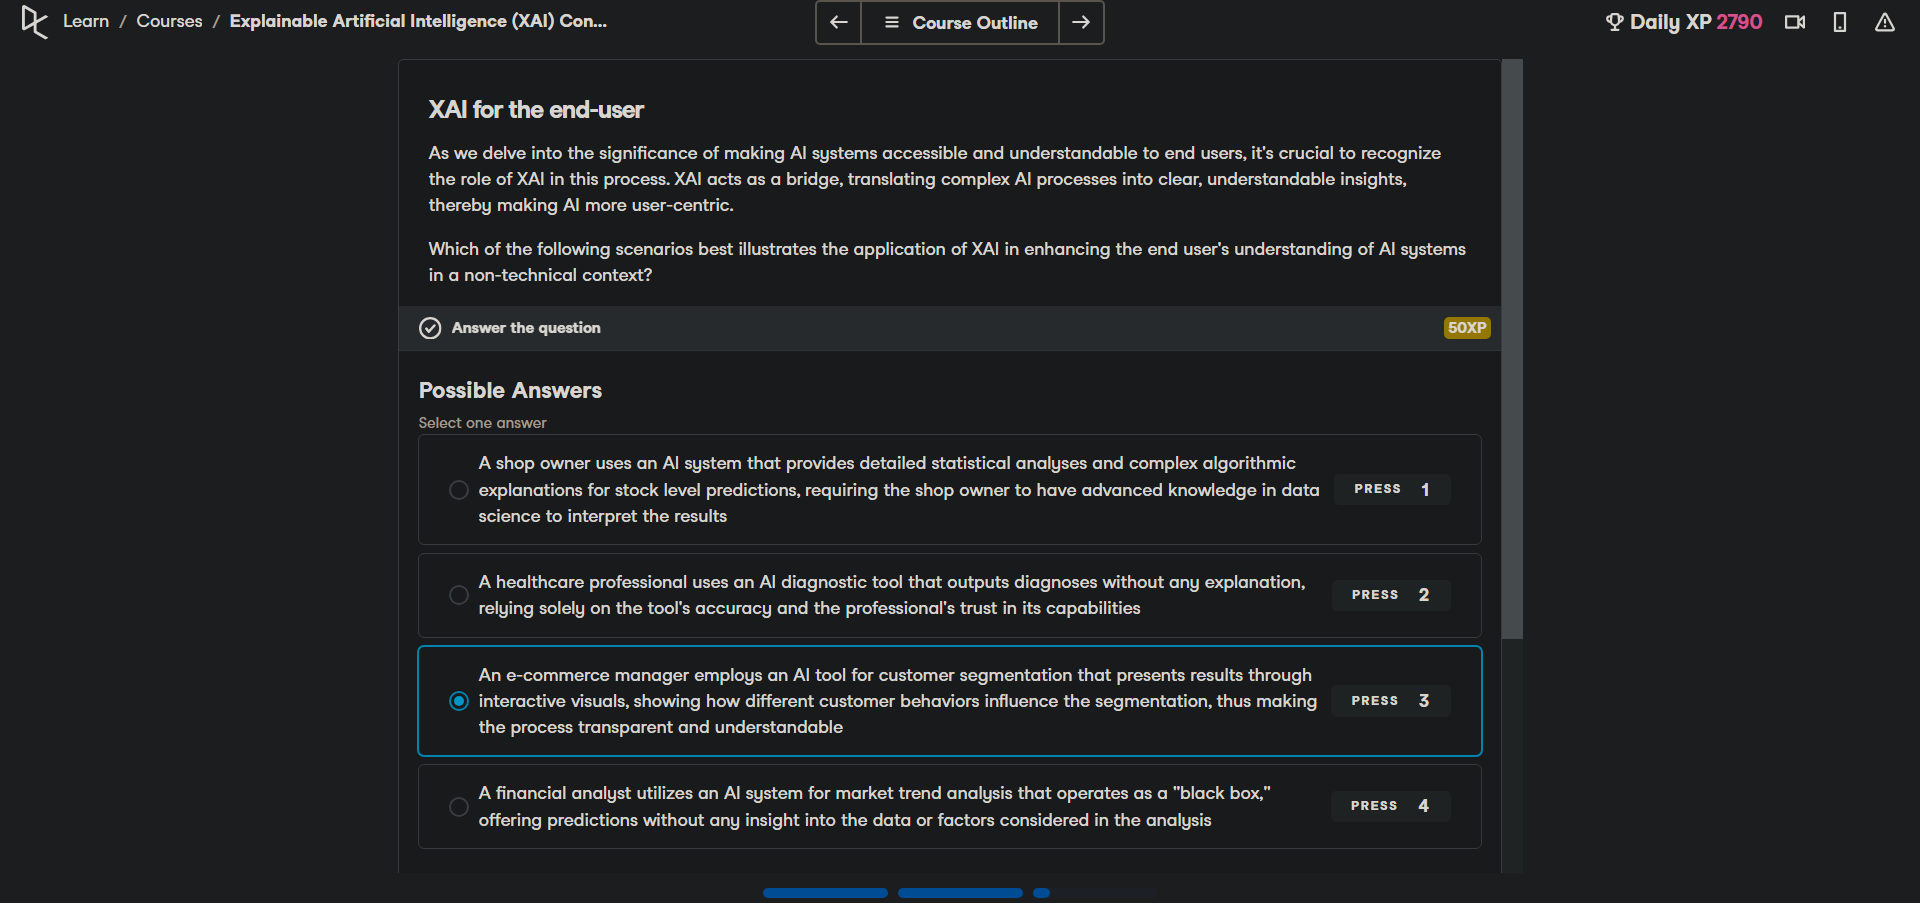 Learn / Courses / Explainable Artificial Intelligence (XAI) Con...
Course Outline
Daily XP 2790
XAI for the end-user
As we delve into the significance of making AI systems accessible and understandable to end users, it's crucial to recognize
the role of XAI in this process. XAI acts as a bridge, translating complex AI processes into clear, understandable insights,
thereby making AI more user-centric.
Which of the following scenarios best illustrates the application of XAI in enhancing the end user's understanding of AI systems
in a non-technical context?
Answer the question
50XP
Possible Answers
Select one answer
A shop owner uses an AI system that provides detailed statistical analyses and complex algorithmic
explanations for stock level predictions, requiring the shop owner to have advanced knowledge in data
science to interpret the results
PRESS 1
A healthcare professional uses an AI diagnostic tool that outputs diagnoses without any explanation,
relying solely on the tool's accuracy and the professional's trust in its capabilities
PRESS 2
An e-commerce manager employs an AI tool for customer segmentation that presents results through
interactive visuals, showing how different customer behaviors influence the segmentation, thus making
the process transparent and understandable
PRESS 3
A financial analyst utilizes an AI system for market trend analysis that operates as a "black box,"
offering predictions without any insight into the data or factors considered in the analysis
PRESS 4